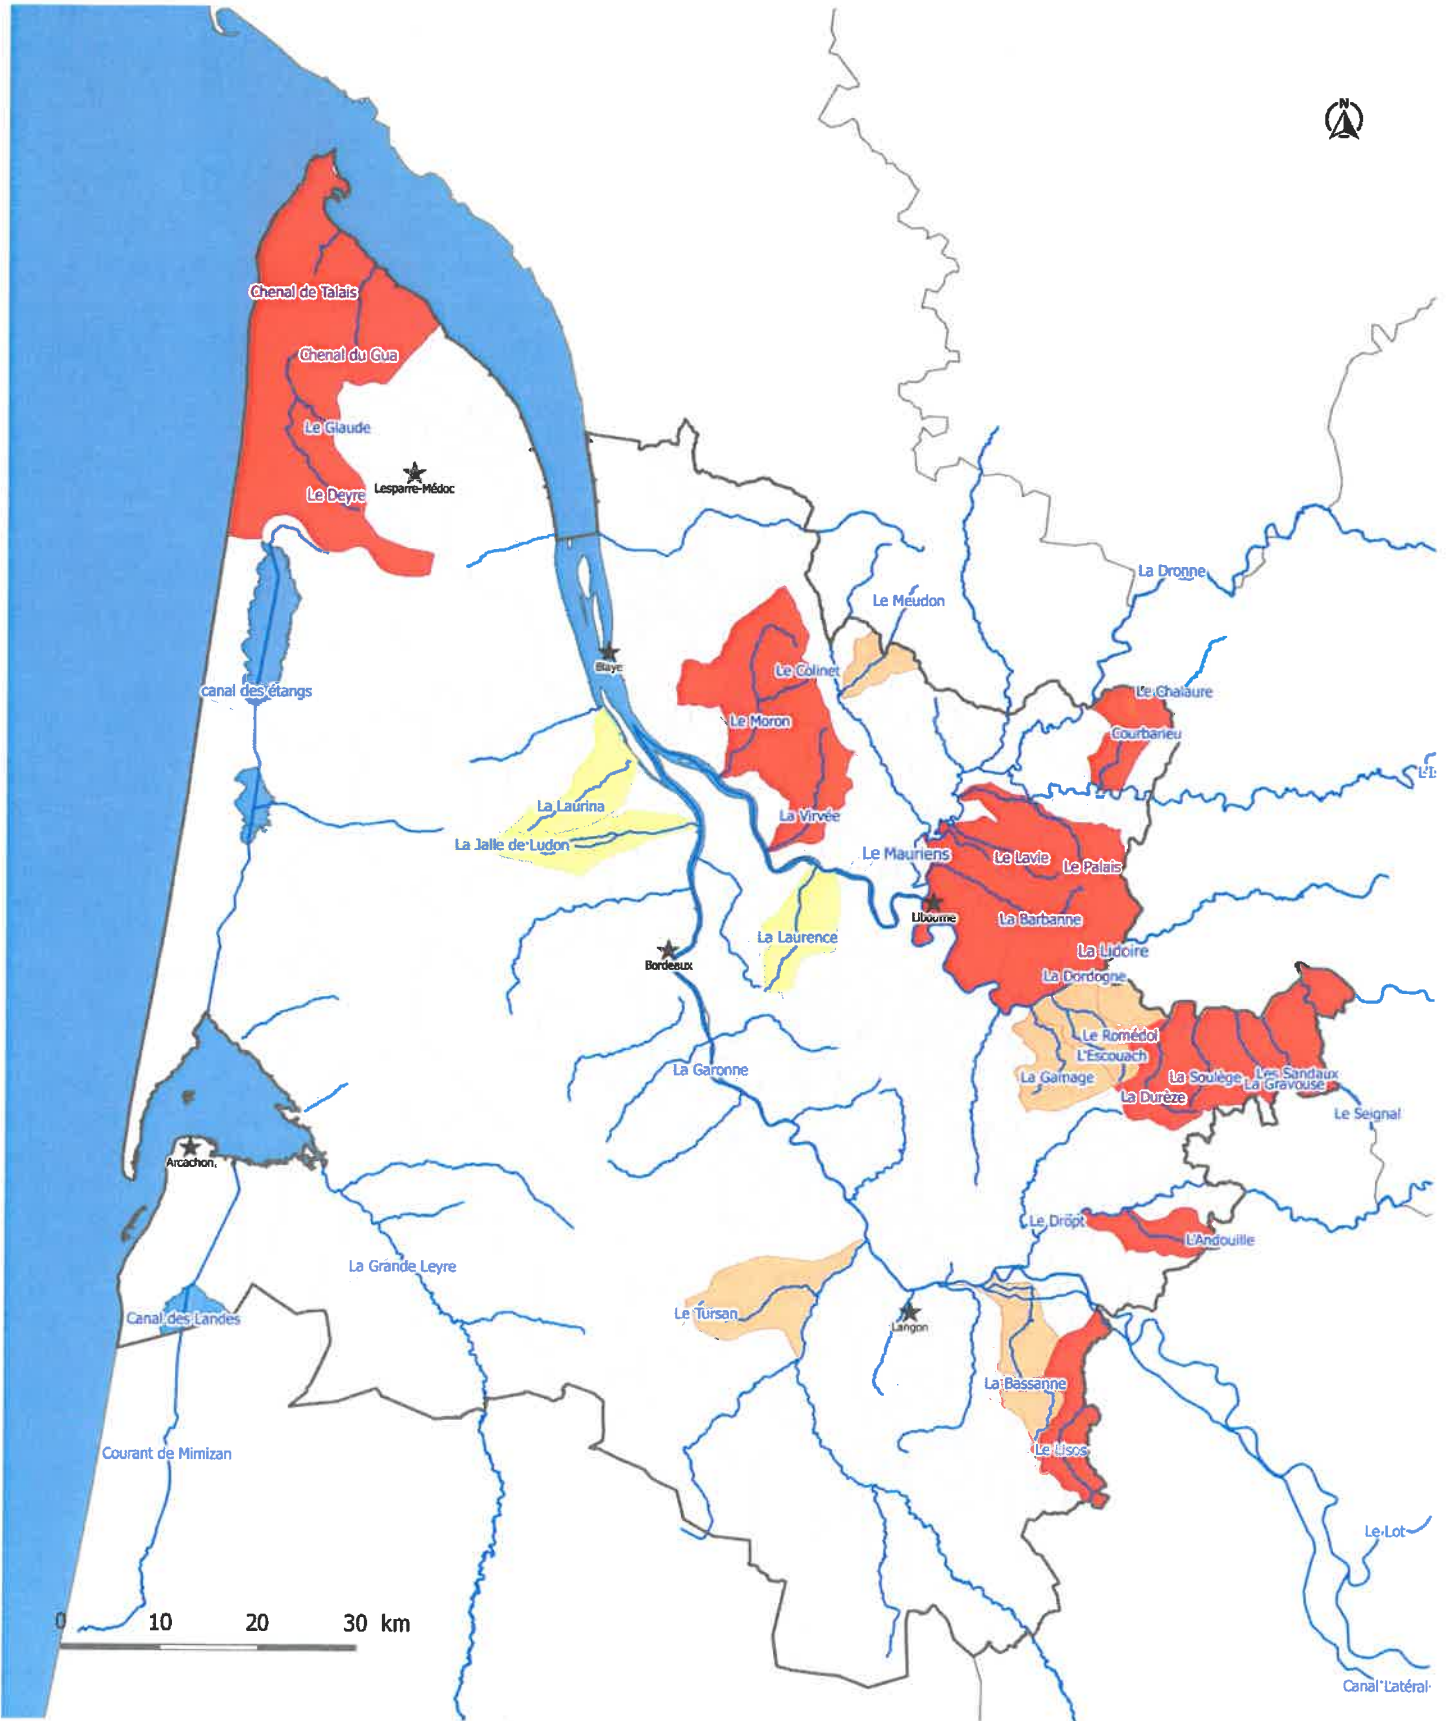 N
Chenal de Talais
Chenal du Gua
Le Glaude
Lesparre-Médoc
Le Deyre
La Dronne
Le Meudon
Blaye
Le Colinet
canal des étangs
Le Chalaure
Le Moron
Courbarieu
L'I
La Laurina
La Virvée
La Jalle de Ludon
Le Mauriens
Le Lavie
Le Palais
Libourne
La Barbanne
La Laurence
La Lidoire
Bordeaux
La Dordogne
Le Romédol
L'Escouach
La Garonne
La Gamage
La Soulège
Les Sandaux
La Gravouse
La Durèze
Le Seignal
Arcachon
Le Dropt
L'Andouille
La Grande Leyre
Le Tursan
Canal des Landes
Langon
La Bassanne
Le Lisos
Courant de Mimizan
Le Lot
0 10 20 30 km
Canal Latéral